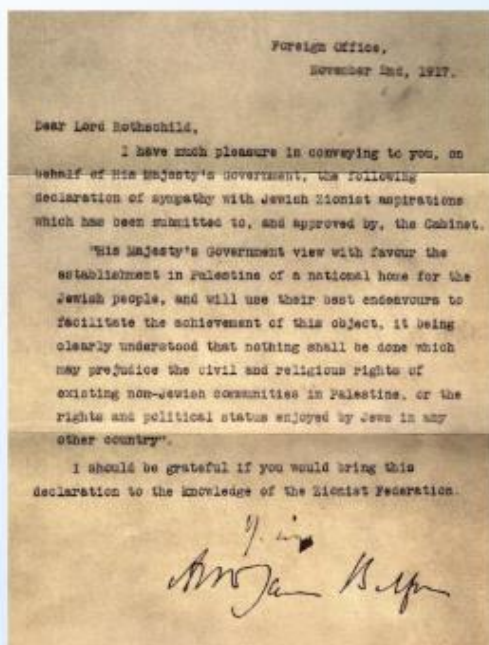 Foreign Office,
November 2nd, 1917.
Dear Lord Rothschild,
I have much pleasure in conveying to you, on
behalf of His Majesty's Government, the following
declaration of sympathy with Jewish Zionist aspirations
which has been submitted to, and approved by, the Cabinet.
"His Majesty's Government view with favour the
establishment in Palestine of a national home for the
Jewish people, and will use their best endeavours to
facilitate the achievement of this object, it being
clearly understood that nothing shall be done which
may prejudice the civil and religious rights of
existing non-Jewish communities in Palestine, or the
rights and political status enjoyed by Jews in any
other country".
I should be grateful if you would bring this
declaration to the knowledge of the Zionist Federation.